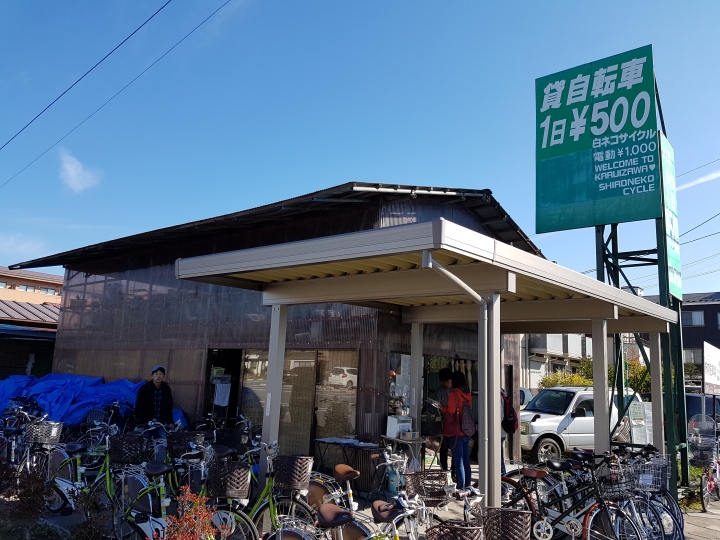 貸自転車
1日¥500
白ネコサイクル
電動¥1.000
WELCOME TO
KARUIZAWA♥
SHIRONEKO
CYCLE